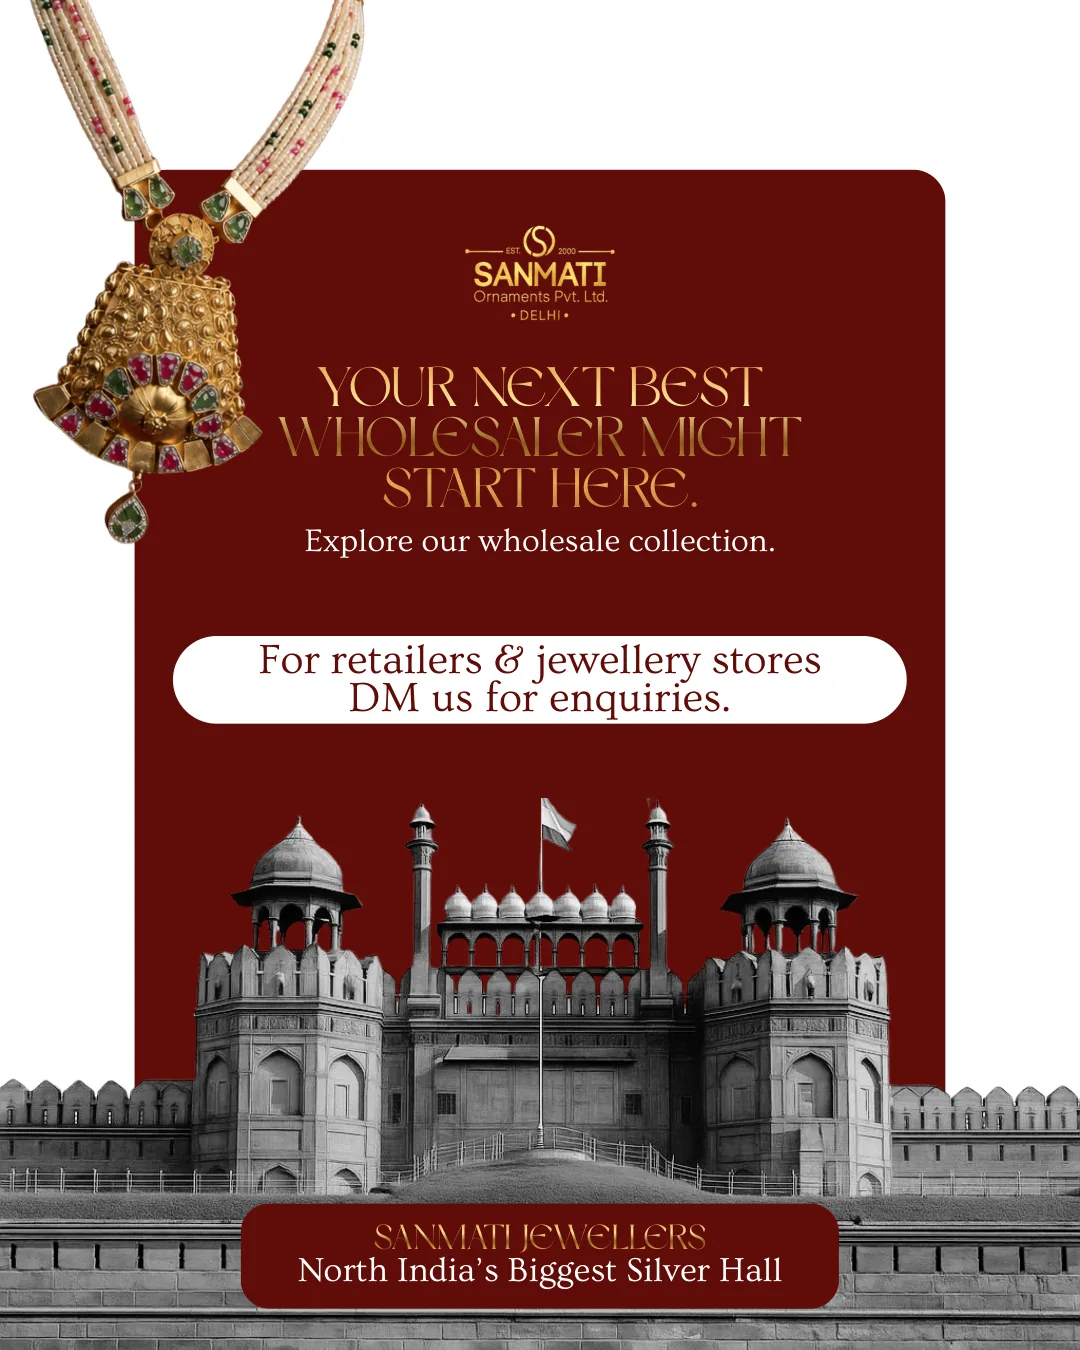 EST. 2000
SANMATI
Ornaments Pvt. Ltd.
• DELHI •
YOUR NEXT BEST
WHOLESALER MIGHT
START HERE.
Explore our wholesale collection.
For retailers & jewellery stores
DM us for enquiries.
SANMATI JEWELLERS
North India’s Biggest Silver Hall